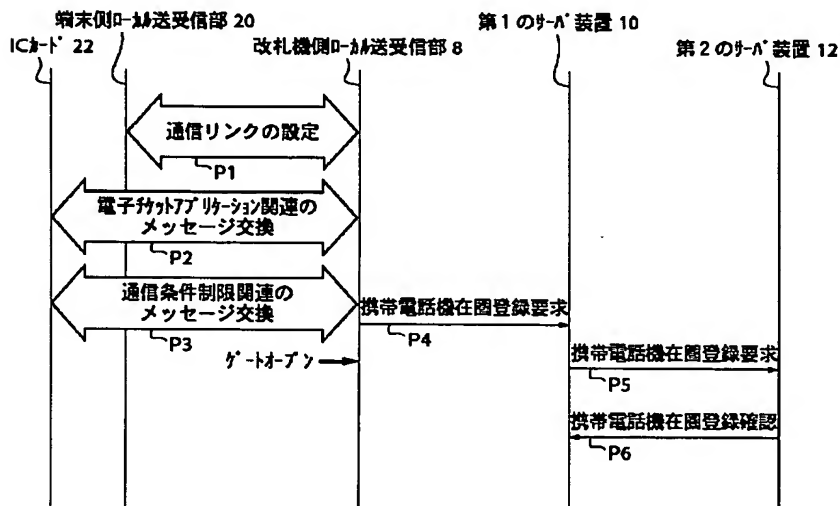 端末側ローカル送受信部 20
ICカード 22
改札機側ローカル送受信部 8
第1のサーバ装置 10
第2のサーバ装置 12
通信リンクの設定
P1
電子チケットアプリケーション関連の
メッセージ交換
P2
通信条件制限関連の
メッセージ交換
P3
携帯電話機在圏登録要求
P4
ゲートオープン
携帯電話機在圏登録要求
P5
携帯電話機在圏登録確認
P6